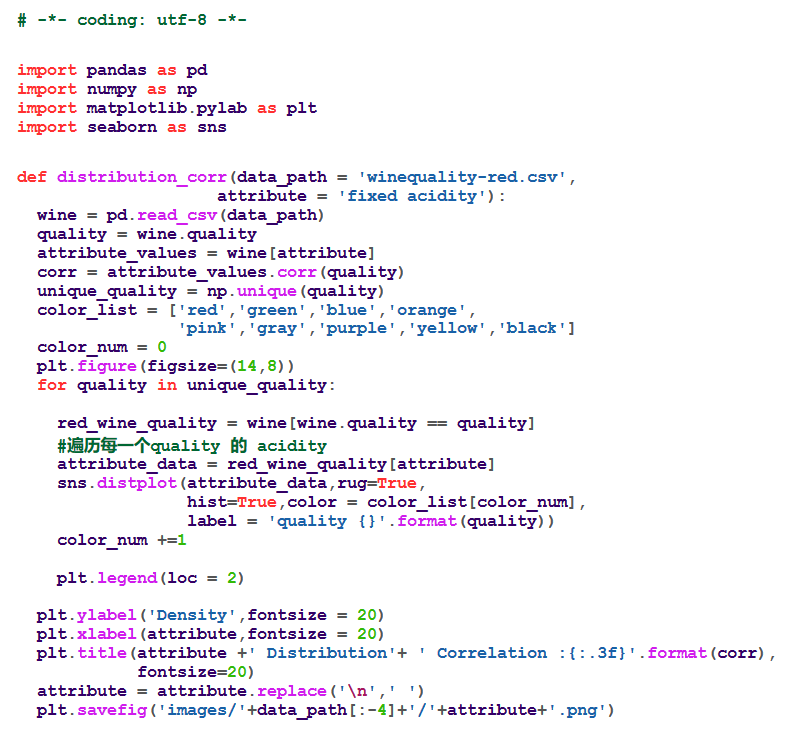 # -*- coding: utf-8 -*-
import pandas as pd
import numpy as np
import matplotlib.pylab as plt
import seaborn as sns
def distribution_corr(data_path = 'winequality-red.csv',
                    attribute = 'fixed acidity'):
  wine = pd.read_csv(data_path)
  quality = wine.quality
  attribute_values = wine[attribute]
  corr = attribute_values.corr(quality)
  unique_quality = np.unique(quality)
  color_list = ['red','green','blue','orange',
                'pink','gray','purple','yellow','black']
  color_num = 0
  plt.figure(figsize=(14,8))
  for quality in unique_quality:
    red_wine_quality = wine[wine.quality == quality]
    #遍历每一个quality 的 acidity
    attribute_data = red_wine_quality[attribute]
    sns.distplot(attribute_data,rug=True,
                 hist=True,color = color_list[color_num],
                 label = 'quality {}'.format(quality))
    color_num +=1
    plt.legend(loc = 2)
  plt.ylabel('Density',fontsize = 20)
  plt.xlabel(attribute,fontsize = 20)
  plt.title(attribute +' Distribution'+ ' Correlation :{:.3f}'.format(corr),
            fontsize=20)
  attribute = attribute.replace('\n',' ')
  plt.savefig('images/'+data_path[:-4]+'/'+attribute+'.png')